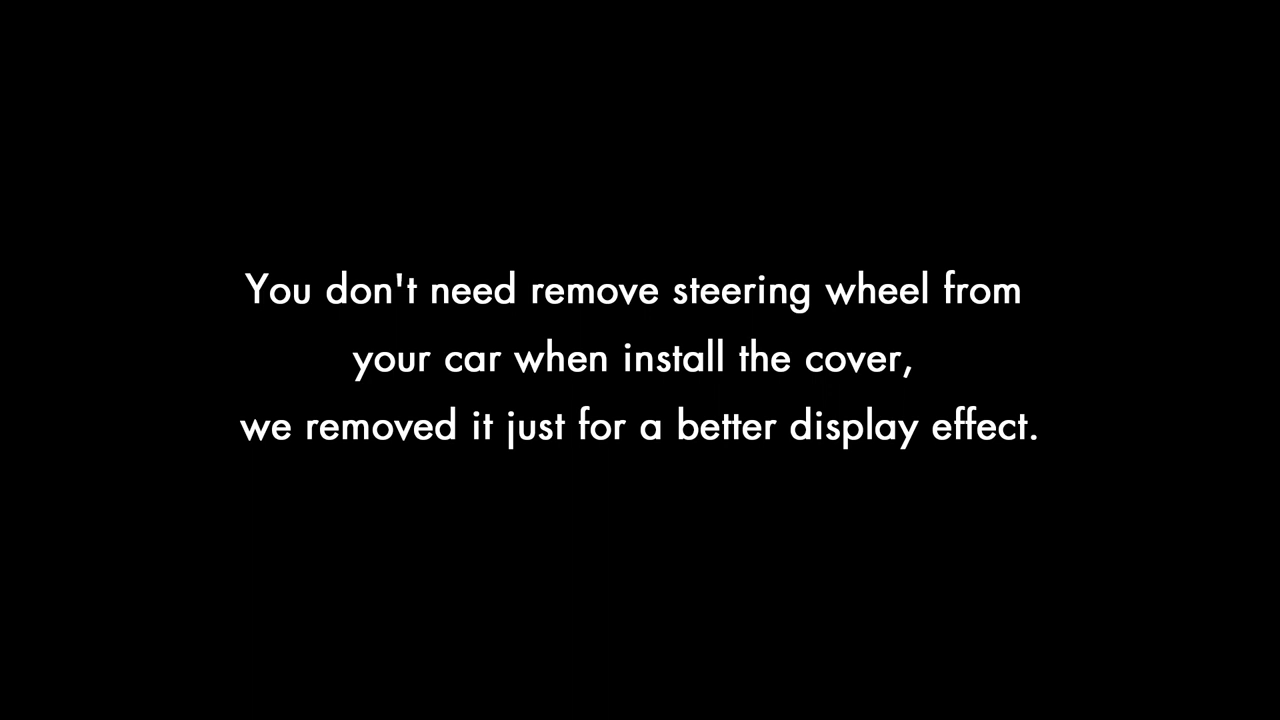 You don't need remove steering wheel from
your car when install the cover,
we removed it just for a better display effect.